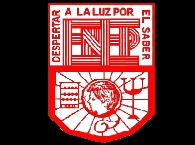 DESPERTAR A LA LUZ POR EL SABER
ENP